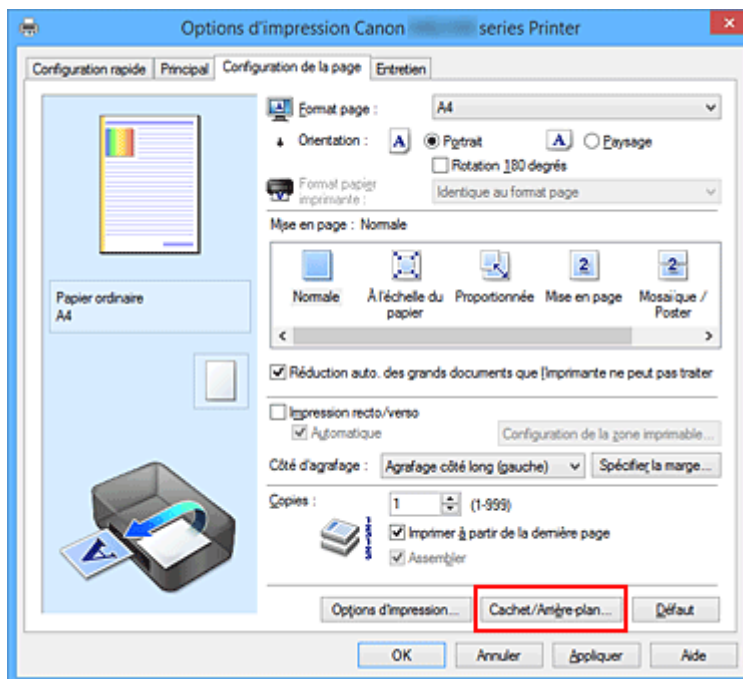 Options d'impression Canon series Printer
Configuration rapide Principal Configuration de la page Entretien
Format page : A4
Orientation : A Portrait A Paysage
Rotation 180 degrés
Format papier imprimante : Identique au format page
Mise en page : Normale
Normale À l'échelle du papier Proportionnée 2 Mise en page 2 Mosaïque / Poster
Papier ordinaire
A4
Réduction auto. des grands documents que l'imprimante ne peut pas traiter
Impression recto/verso
Automatique Configuration de la zone imprimable...
Côté d'agrafage : Agrafage côté long (gauche) Spécifier la marge...
Copies : 1 (1-999)
Imprimer à partir de la dernière page
Assembler
A
Options d'impression... Cachet/Arrière-plan... Défaut
OK Annuler Appliquer Aide